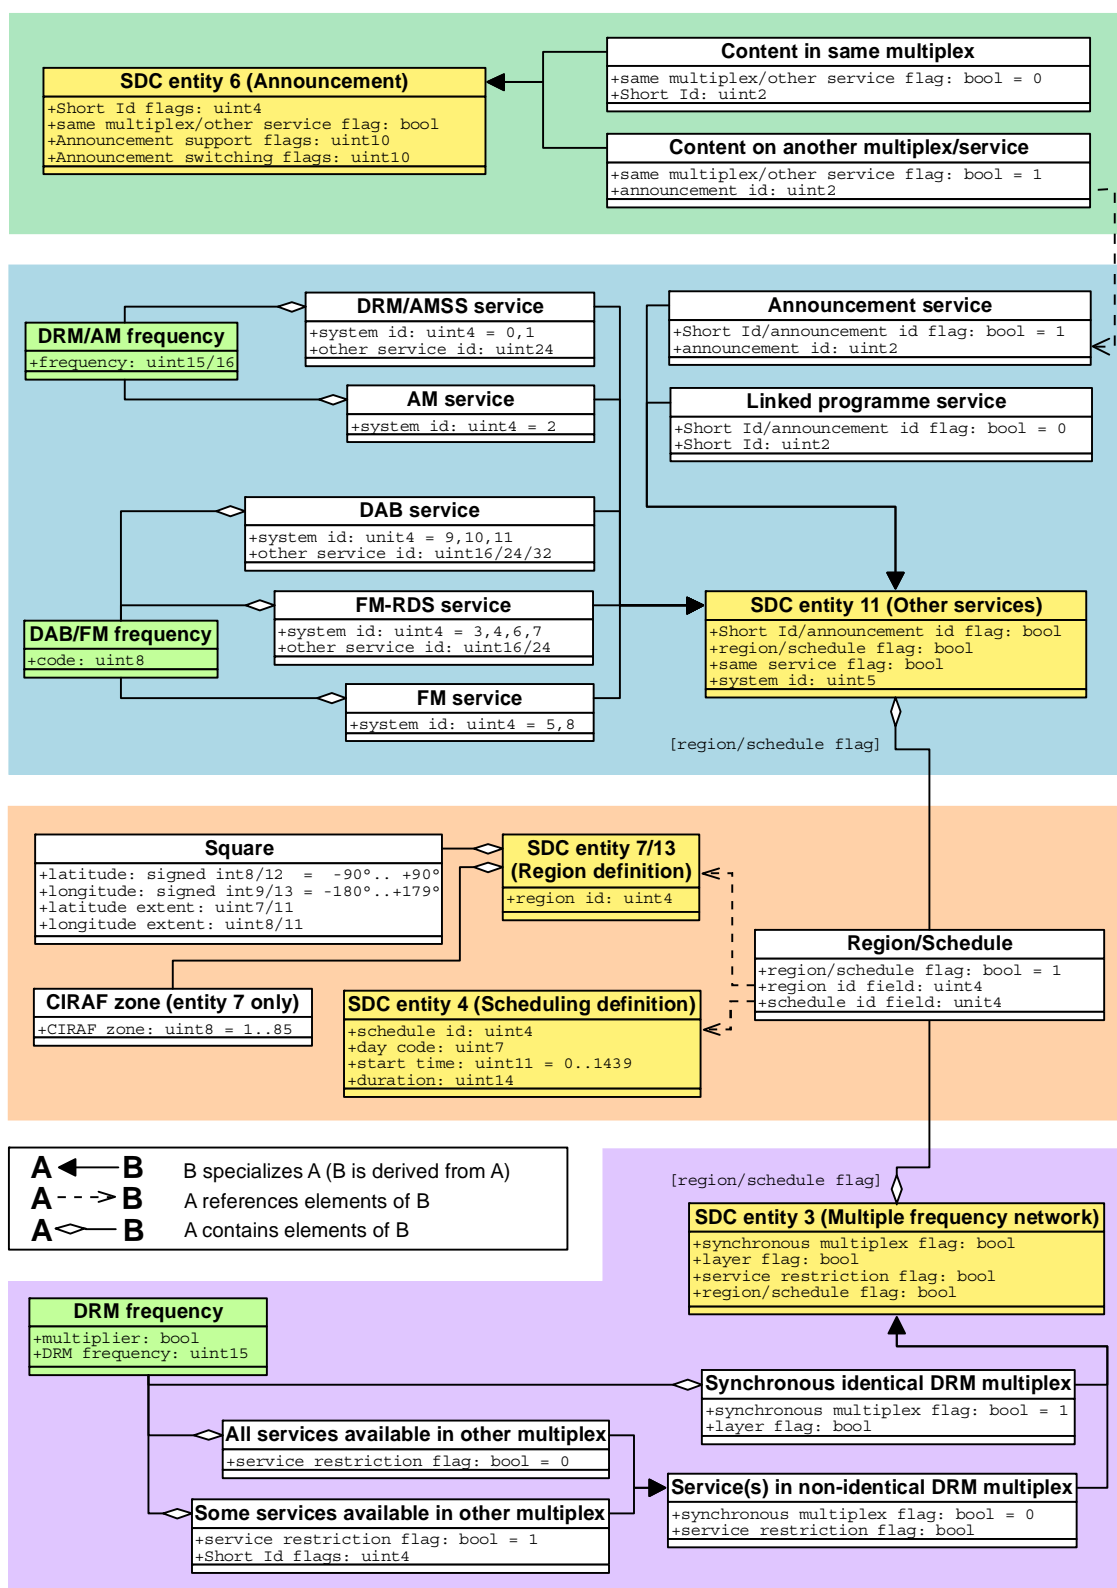 Content in same multiplex
+same multiplex/other service flag: bool = 0
+Short Id: uint2
SDC entity 6 (Announcement)
+Short Id flags: uint4
+same multiplex/other service flag: bool
+Announcement support flags: uint10
+Announcement switching flags: uint10
Content on another multiplex/service
+same multiplex/other service flag: bool = 1
+announcement id: uint2
DRM/AMSS service
+system id: uint4 = 0,1
+other service id: uint24
Announcement service
+Short Id/announcement id flag: bool = 1
+announcement id: uint2
DRM/AM frequency
+frequency: uint15/16
AM service
+system id: uint4 = 2
Linked programme service
+Short Id/announcement id flag: bool = 0
+Short Id: uint2
DAB service
+system id: unit4 = 9,10,11
+other service id: uint16/24/32
FM-RDS service
+system id: uint4 = 3,4,6,7
+other service id: uint16/24
SDC entity 11 (Other services)
+Short Id/announcement id flag: bool
+region/schedule flag: bool
+same service flag: bool
+system id: uint5
DAB/FM frequency
+code: uint8
FM service
+system id: uint4 = 5,8
[region/schedule flag]
Square
+latitude: signed int8/12 = -90°.. +90°
+longitude: signed int9/13 = -180°..+179°
+latitude extent: uint7/11
+longitude extent: uint8/11
SDC entity 7/13
(Region definition)
+region id: uint4
Region/Schedule
+region/schedule flag: bool = 1
+region id field: uint4
+schedule id field: unit4
CIRAF zone (entity 7 only)
+CIRAF zone: uint8 = 1..85
SDC entity 4 (Scheduling definition)
+schedule id: uint4
+day code: uint7
+start time: uint11 = 0..1439
+duration: uint14
A B B specializes A (B is derived from A)
A B A references elements of B
A B A contains elements of B
[region/schedule flag]
SDC entity 3 (Multiple frequency network)
+synchronous multiplex flag: bool
+layer flag: bool
+service restriction flag: bool
+region/schedule flag: bool
DRM frequency
+multiplier: bool
+DRM frequency: uint15
Synchronous identical DRM multiplex
+synchronous multiplex flag: bool = 1
+layer flag: bool
All services available in other multiplex
+service restriction flag: bool = 0
Service(s) in non-identical DRM multiplex
+synchronous multiplex flag: bool = 0
+service restriction flag: bool
Some services available in other multiplex
+service restriction flag: bool = 1
+Short Id flags: uint4